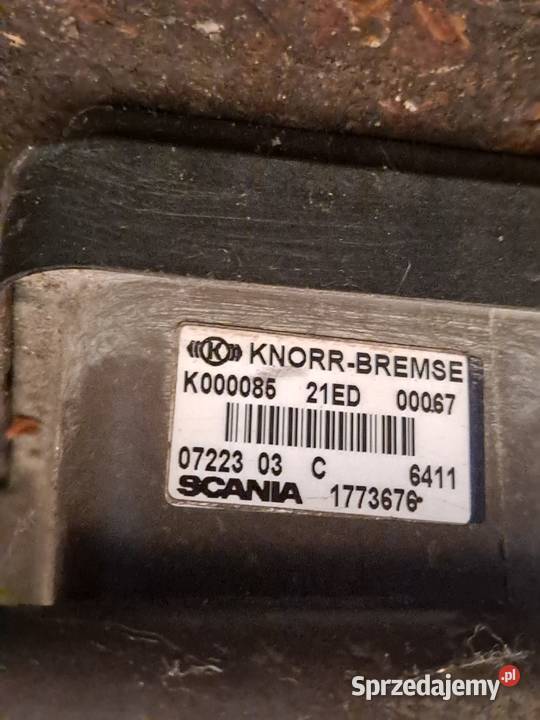 KNORR-BREMSE
K000085 21ED 00067
07223 03 C 6411
SCANIA 1773676
Sprzedajemy.pl